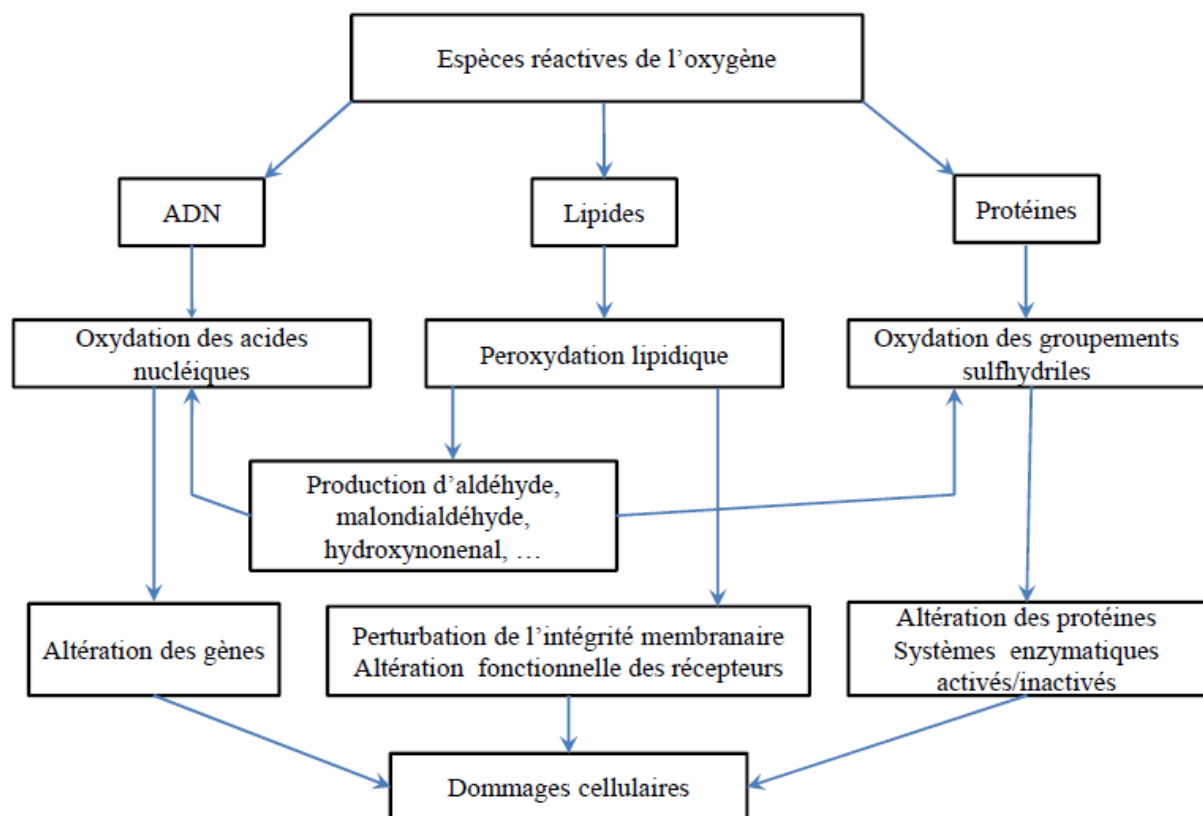 Espèces réactives de l’oxygène
ADN
Lipides
Protéines
Oxydation des acides
nucléiques
Peroxydation lipidique
Oxydation des groupements
sulfhydriles
Production d’aldéhyde,
malondialdéhyde,
hydroxynonenal, …
Altération des gènes
Perturbation de l’intégrité membranaire
Altération fonctionnelle des récepteurs
Altération des protéines
Systèmes enzymatiques
activés/inactivés
Dommages cellulaires